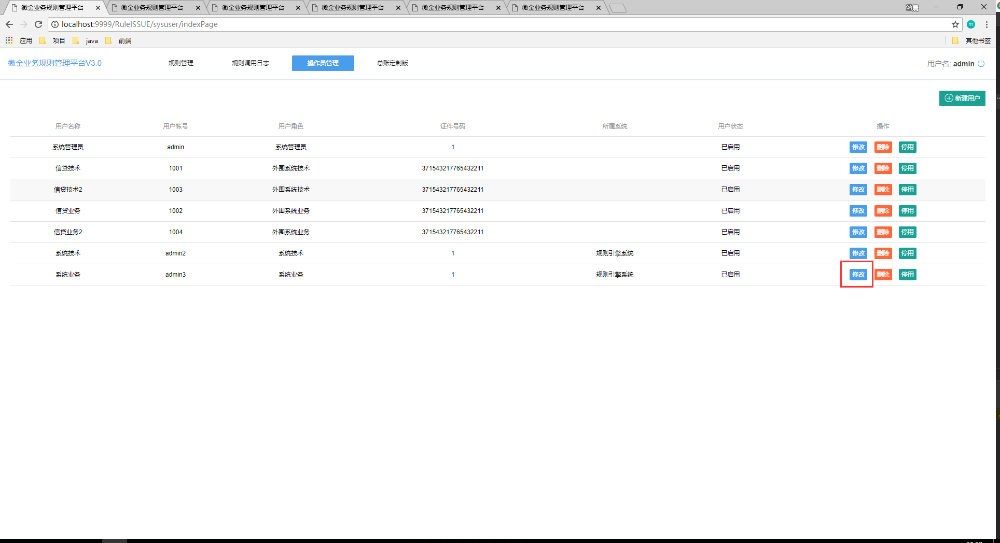 微金业务规则管理平台 微金业务规则管理平台 微金业务规则管理平台 微金业务规则管理平台 微金业务规则管理平台 微金业务规则管理平台 涵晨
localhost:9999/RuleISSUE/sysuser/indexPage m
应用 项目 java 前端 其他书签
微金业务规则管理平台V3.0 规则管理 规则调用日志 操作员管理 总账定制版 用户名: admin
新建用户
用户名称 用户帐号 用户角色 证件号码 所属系统 用户状态 操作
系统管理员 admin 系统管理员 1 已启用 修改 删除 停用
信贷技术 1001 外围系统技术 371543217765432211 已启用 修改 删除 停用
信贷技术2 1003 外围系统技术 371543217765432211 已启用 修改 删除 停用
信贷业务 1002 外围系统业务 371543217765432211 已启用 修改 删除 停用
信贷业务2 1004 外围系统业务 371543217765432211 已启用 修改 删除 停用
系统技术 admin2 系统技术 1 规则引擎系统 已启用 修改 删除 停用
系统业务 admin3 系统业务 1 规则引擎系统 已启用 修改 删除 停用